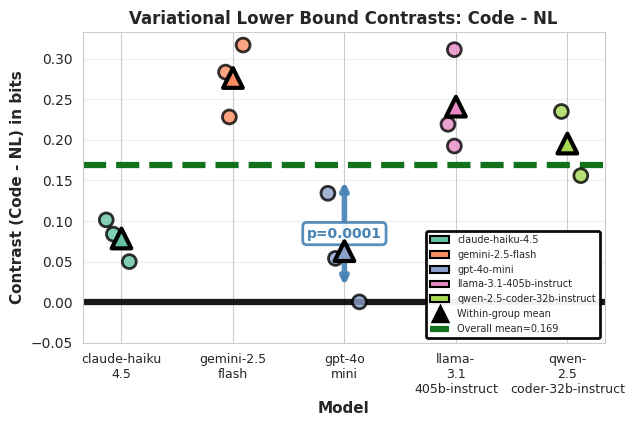 Variational Lower Bound Contrasts: Code - NL
Contrast (Code - NL) in bits
0.30
0.25
0.20
0.15
0.10
0.05
0.00
−0.05
p=0.0001
claude-haiku-4.5
gemini-2.5-flash
gpt-4o-mini
llama-3.1-405b-instruct
qwen-2.5-coder-32b-instruct
Within-group mean
Overall mean=0.169
claude-haiku
4.5
gemini-2.5
flash
gpt-4o
mini
llama-
3.1
405b-instruct
qwen-
2.5
coder-32b-instruct
Model